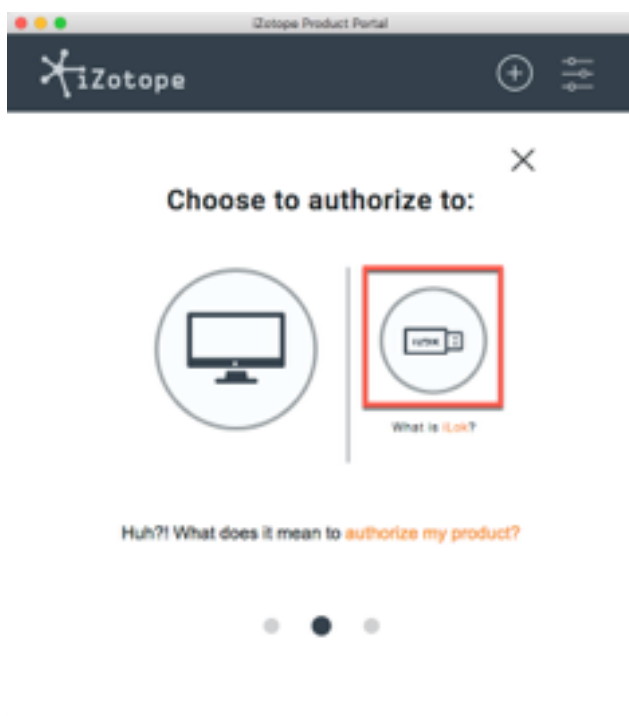 iZotope Product Portal
iZotope
Choose to authorize to:
What is iLok?
Huh?! What does it mean to authorize my product?